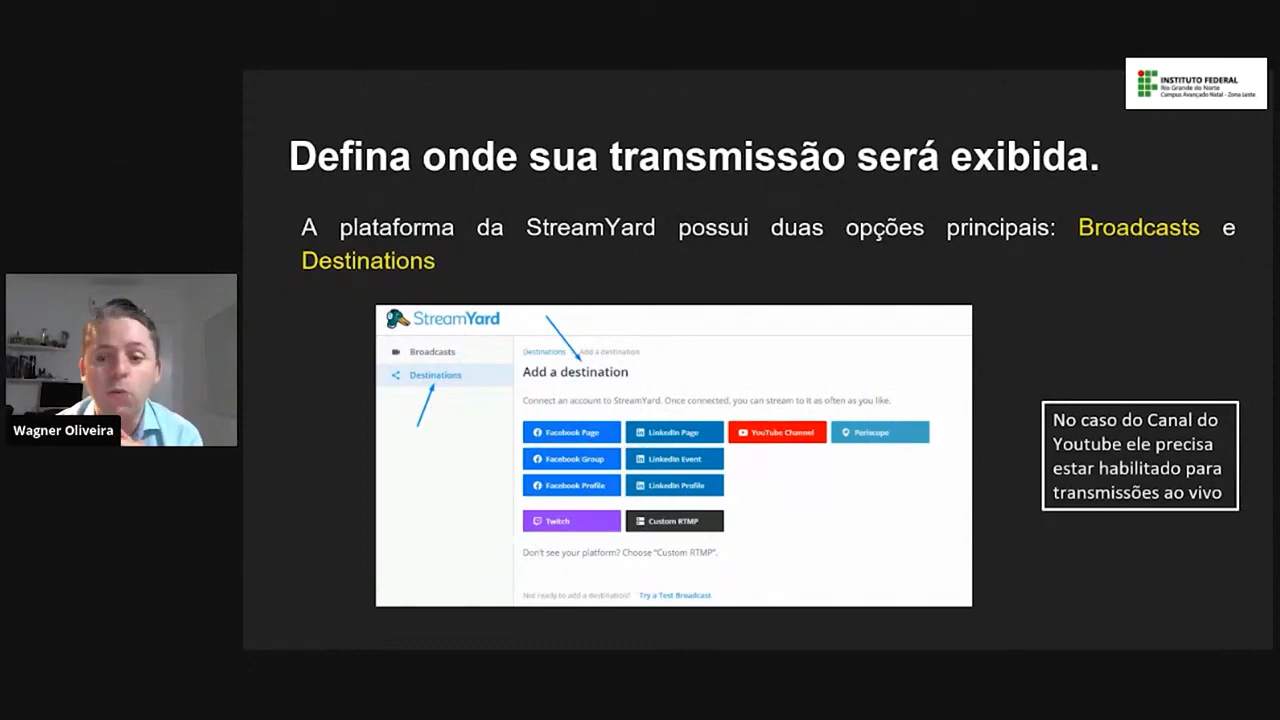 INSTITUTO FEDERAL
Rio Grande do Norte
Campus Avançado Natal - Zona Leste
Defina onde sua transmissão será exibida.
A plataforma da StreamYard possui duas opções principais: Broadcasts e
Destinations
StreamYard
Broadcasts
Destinations
Destinations Add a destination
Add a destination
Connect an account to StreamYard. Once connected, you can stream to it as often as you like.
Facebook Page LinkedIn Page YouTube Channel Periscope
Facebook Group LinkedIn Event
Facebook Profile LinkedIn Profile
Twitch Custom RTMP
Don't see your platform? Choose "Custom RTMP".
Not ready to add a destination? Try a Test Broadcast
No caso do Canal do
Youtube ele precisa
estar habilitado para
transmissões ao vivo
Wagner Oliveira